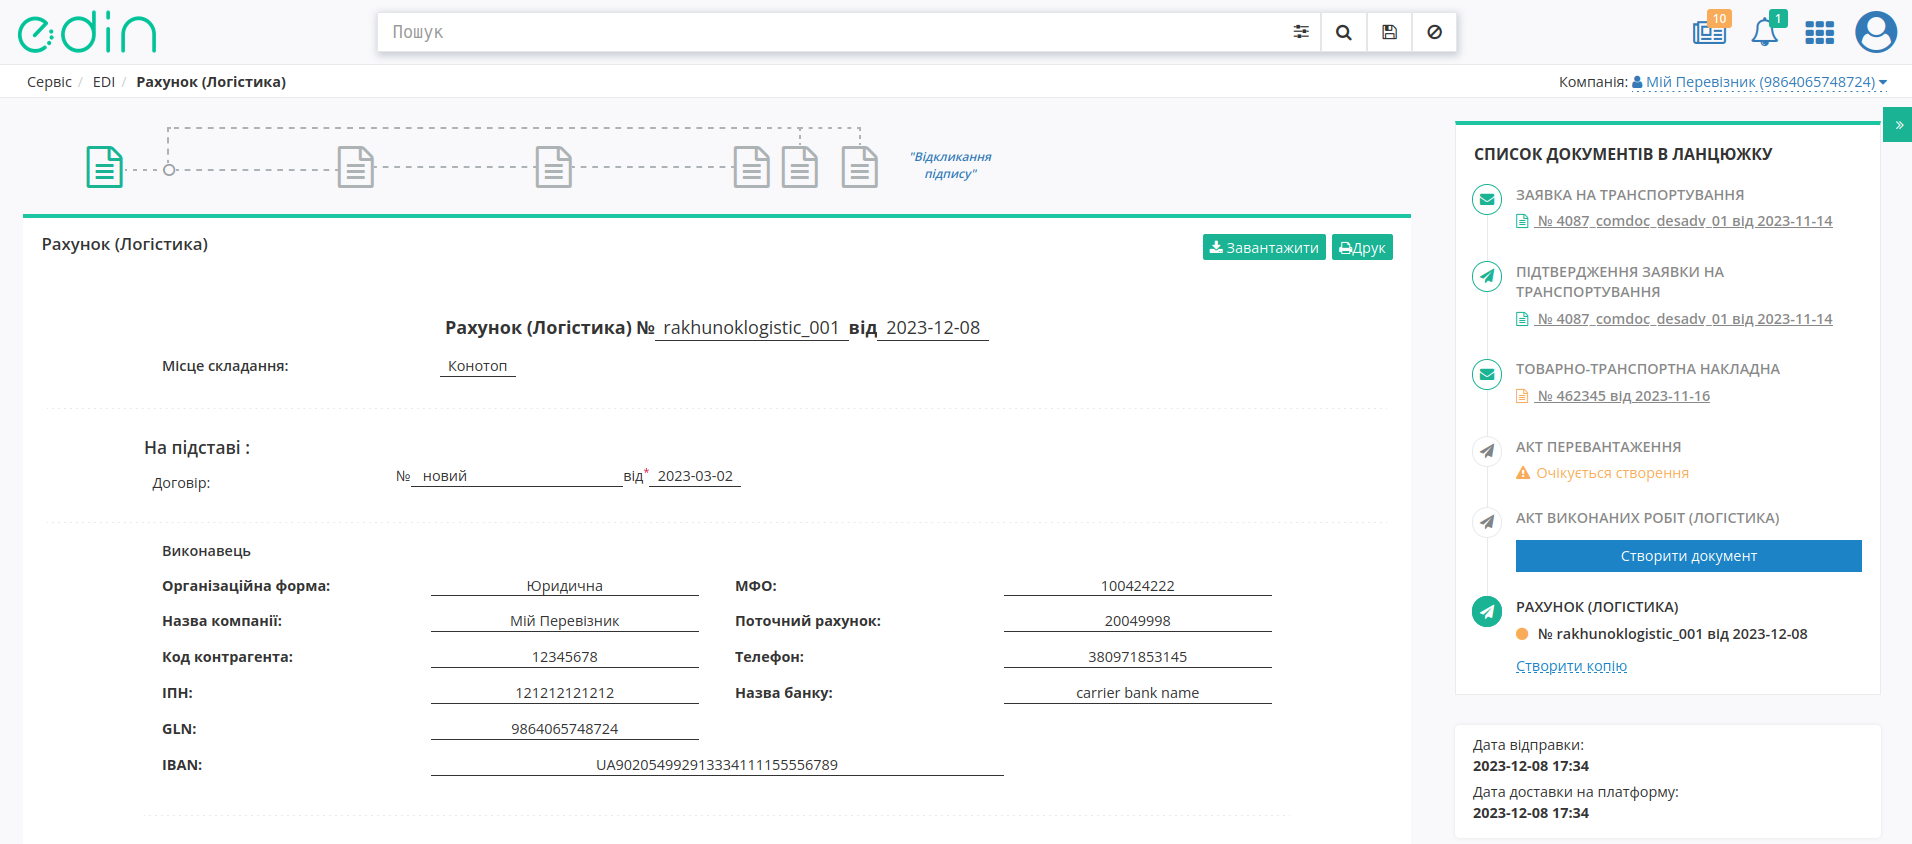 edin
Пошук
10
1
Сервіс / EDI / Рахунок (Логістика)
Компанія: Мій Перевізник (9864065748724)
"Відкликання
підпису"
Рахунок (Логістика)
Завантажити
Друк
Рахунок (Логістика) № rakhunoklogistic_001 від 2023-12-08
Місце складання: Конотоп
На підставі :
Договір: № новий від* 2023-03-02
Виконавець
Організаційна форма: Юридична МФО: 100424222
Назва компанії: Мій Перевізник Поточний рахунок: 20049998
Код контрагента: 12345678 Телефон: 380971853145
ІПН: 121212121212 Назва банку: carrier bank name
GLN: 9864065748724
IBAN: UA902054992913334111155556789
»
СПИСОК ДОКУМЕНТІВ В ЛАНЦЮЖКУ
ЗАЯВКА НА ТРАНСПОРТУВАННЯ
№ 4087_comdoc_desadv_01 від 2023-11-14
ПІДТВЕРДЖЕННЯ ЗАЯВКИ НА
ТРАНСПОРТУВАННЯ
№ 4087_comdoc_desadv_01 від 2023-11-14
ТОВАРНО-ТРАНСПОРТНА НАКЛАДНА
№ 462345 від 2023-11-16
АКТ ПЕРЕВАНТАЖЕННЯ
Очікується створення
АКТ ВИКОНАНИХ РОБІТ (ЛОГІСТИКА)
Створити документ
РАХУНОК (ЛОГІСТИКА)
№ rakhunoklogistic_001 від 2023-12-08
Створити копію
Дата відправки:
2023-12-08 17:34
Дата доставки на платформу:
2023-12-08 17:34